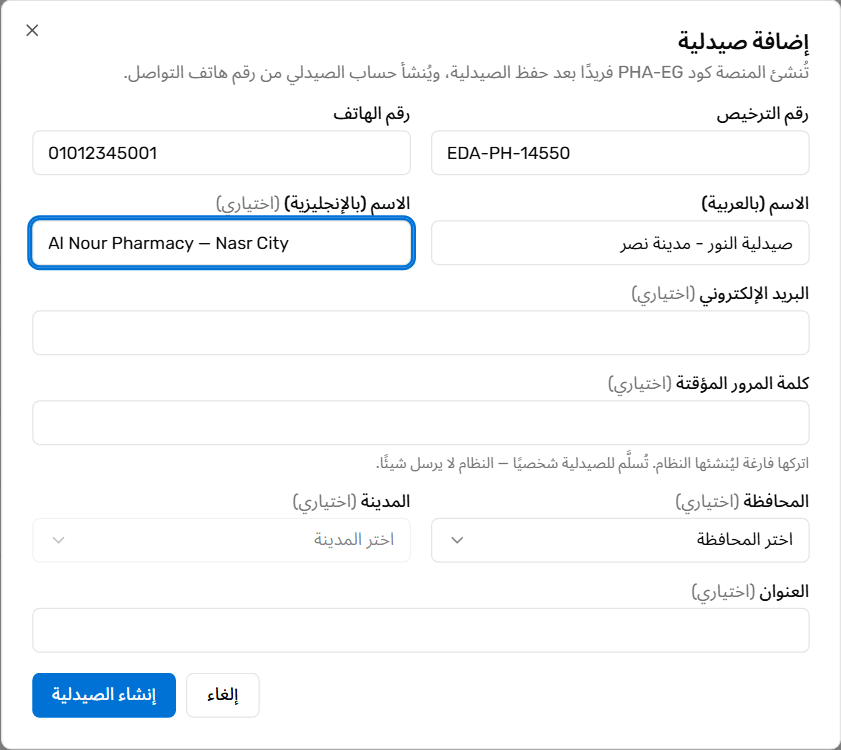 إضافة صيدلية
تُنشئ المنصة كود PHA-EG فريدًا بعد حفظ الصيدلية، ويُنشأ حساب الصيدلي من رقم هاتف التواصل.
رقم الترخيص
EDA-PH-14550
رقم الهاتف
01012345001
الاسم (بالعربية)
صيدلية النور - مدينة نصر
الاسم (بالإنجليزية) (اختياري)
Al Nour Pharmacy – Nasr City
البريد الإلكتروني (اختياري)
كلمة المرور المؤقتة (اختياري)
اتركها فارغة ليُنشئها النظام. تُسلَّم للصيدلية شخصيًا – النظام لا يرسل شيئًا.
المحافظة (اختياري)
اختر المحافظة
المدينة (اختياري)
اختر المدينة
العنوان (اختياري)
إلغاء
إنشاء الصيدلية